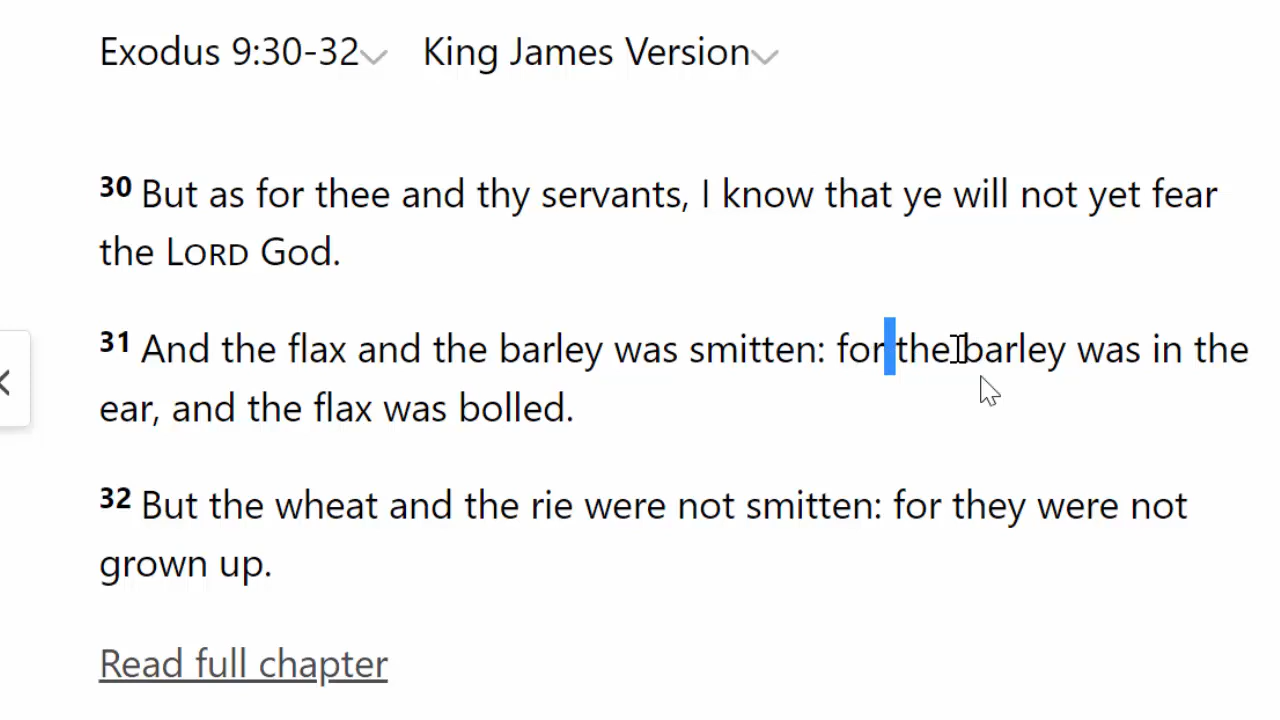 Exodus 9:30-32 King James Version
30 But as for thee and thy servants, I know that ye will not yet fear
the LORD God.
31 And the flax and the barley was smitten: for the barley was in the
ear, and the flax was bolled.
32 But the wheat and the rie were not smitten: for they were not
grown up.
Read full chapter